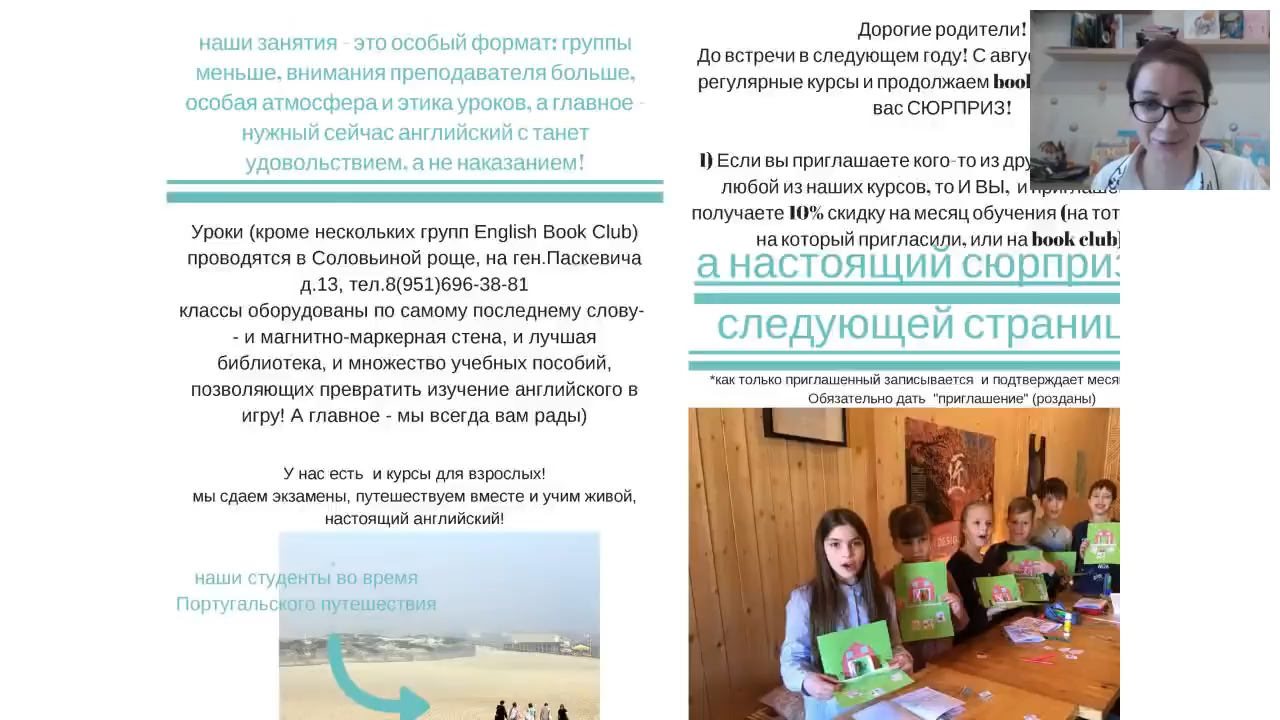 наши занятия - это особый формат: группы
меньше, внимания преподавателя больше,
особая атмосфера и этика уроков, а главное -
нужный сейчас английский с танет
удовольствием, а не наказанием!
Уроки (кроме нескольких групп English Book Club)
проводятся в Соловьиной роще, на ген.Паскевича
д.13, тел.8(951)696-38-81
классы оборудованы по самому последнему слову-
- и магнитно-маркерная стена, и лучшая
библиотека, и множество учебных пособий,
позволяющих превратить изучение английского в
игру! А главное - мы всегда вам рады)
У нас есть и курсы для взрослых!
мы сдаем экзамены, путешествуем вместе и учим живой,
настоящий английский!
наши студенты во время
Португальского путешествия
Дорогие родители!
До встречи в следующем году! С авгу
регулярные курсы и продолжаем book
вас СЮРПРИЗ!
1) Если вы приглашаете кого-то из дру
любой из наших курсов, то И ВЫ, и приглаше
получаете 10% скидку на месяц обучения (на тот
на который пригласили, или на book club)
а настоящий сюрприз
следующей страниц
*как только приглашенный записывается и подтверждает меся
Обязательно дать "приглашение" (розданы)